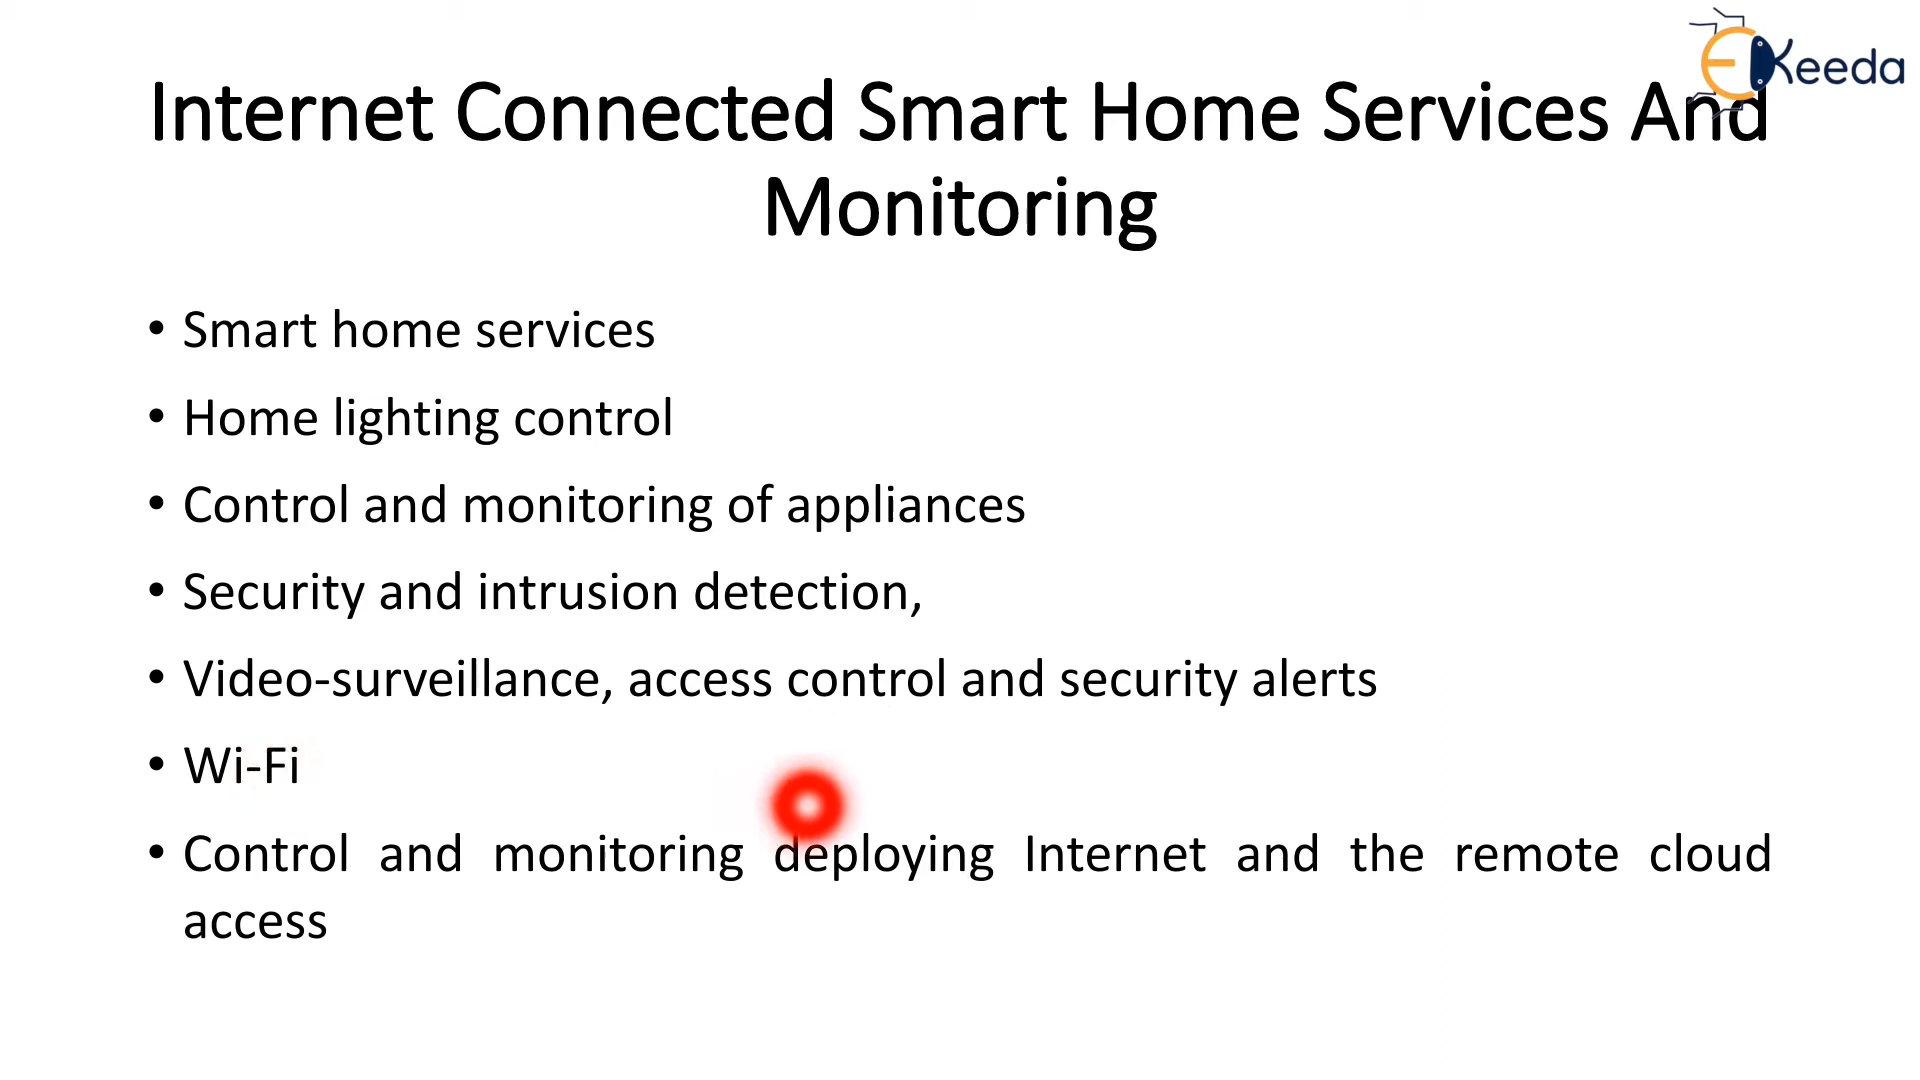 EKeeda
Internet Connected Smart Home Services And
Monitoring
• Smart home services
• Home lighting control
• Control and monitoring of appliances
• Security and intrusion detection,
• Video-surveillance, access control and security alerts
• Wi-Fi
• Control and monitoring deploying Internet and the remote cloud
access